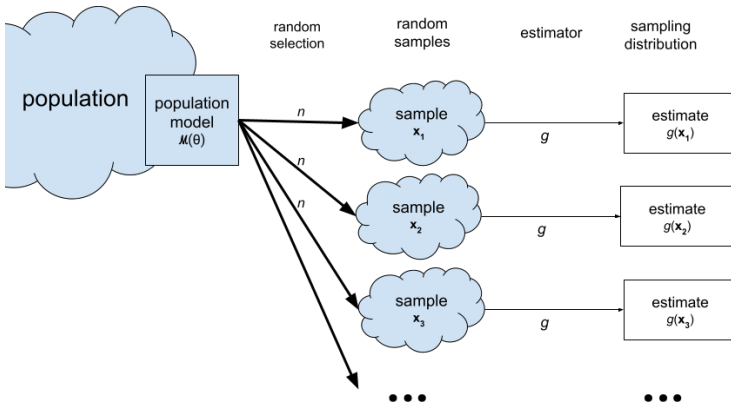 random
selection
random
samples
estimator
sampling
distribution
population
population
model
ℳ(θ)
n
sample
x₁
g
estimate
g(x₁)
n
sample
x₂
g
estimate
g(x₂)
n
sample
x₃
g
estimate
g(x₃)
•••
•••